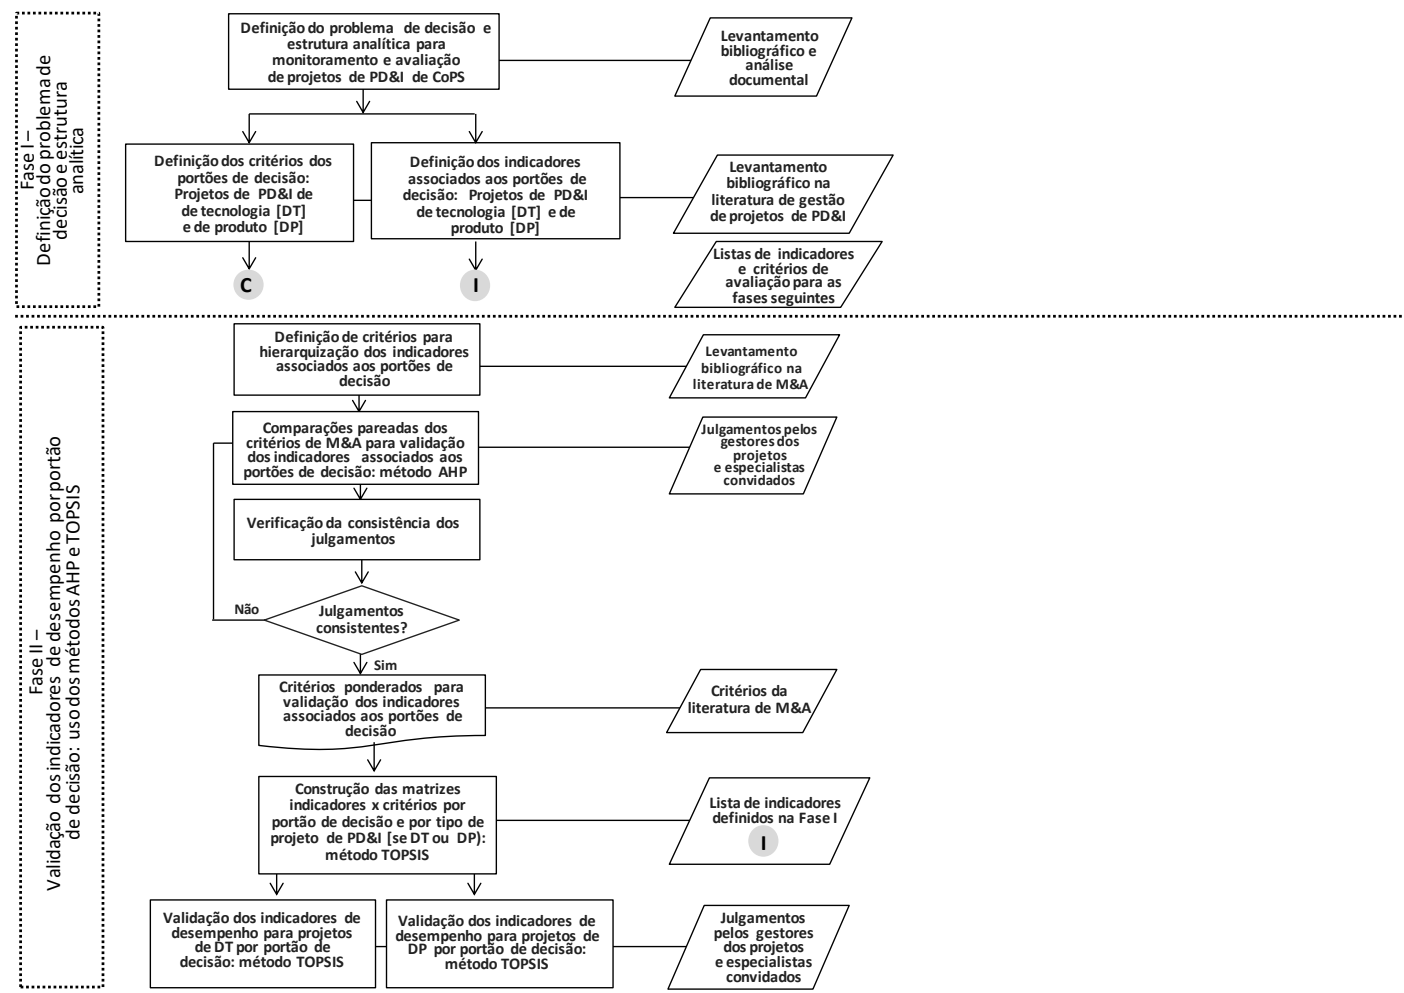 Fase I –
Definição do problema de
decisão e estrutura
analítica
Definição do problema de decisão e
estrutura analítica para
monitoramento e avaliação
de projetos de PD&I de CoPS
Levantamento
bibliográfico e
análise
documental
Definição dos critérios dos
portões de decisão:
Projetos de PD&I de
de tecnologia [DT]
e de produto [DP]
Definição dos indicadores
associados aos portões de
decisão: Projetos de PD&I
de tecnologia [DT] e de
produto [DP]
Levantamento
bibliográfico na
literatura de gestão
de projetos de PD&I
C
I
Listas de indicadores
e critérios de
avaliação para as
fases seguintes
Fase II –
Validação dos indicadores de desempenho por portão
de decisão: uso dos métodos AHP e TOPSIS
Definição de critérios para
hierarquização dos indicadores
associados aos portões de
decisão
Levantamento
bibliográfico na
literatura de M&A
Comparações pareadas dos
critérios de M&A para validação
dos indicadores associados aos
portões de decisão: método AHP
Julgamentos pelos
gestores dos
projetos
e especialistas
convidados
Verificação da consistência dos
julgamentos
Não
Julgamentos
consistentes?
Sim
Critérios ponderados para
validação dos indicadores
associados aos portões de
decisão
Critérios da
literatura de M&A
Construção das matrizes
indicadores x critérios por
portão de decisão e por tipo de
projeto de PD&I [se DT ou DP):
método TOPSIS
Lista de indicadores
definidos na Fase I
I
Validação dos indicadores de
desempenho para projetos
de DT por portão de
decisão: método TOPSIS
Validação dos indicadores de
desempenho para projetos de
DP por portão de decisão:
método TOPSIS
Julgamentos
pelos gestores
dos projetos
e especialistas
convidados